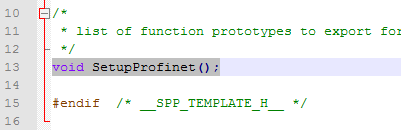 10 /*
11  * list of function prototypes to export for
12  */
13 void SetupProfinet();
14
15 #endif  /* __SPP_TEMPLATE_H__ */
16